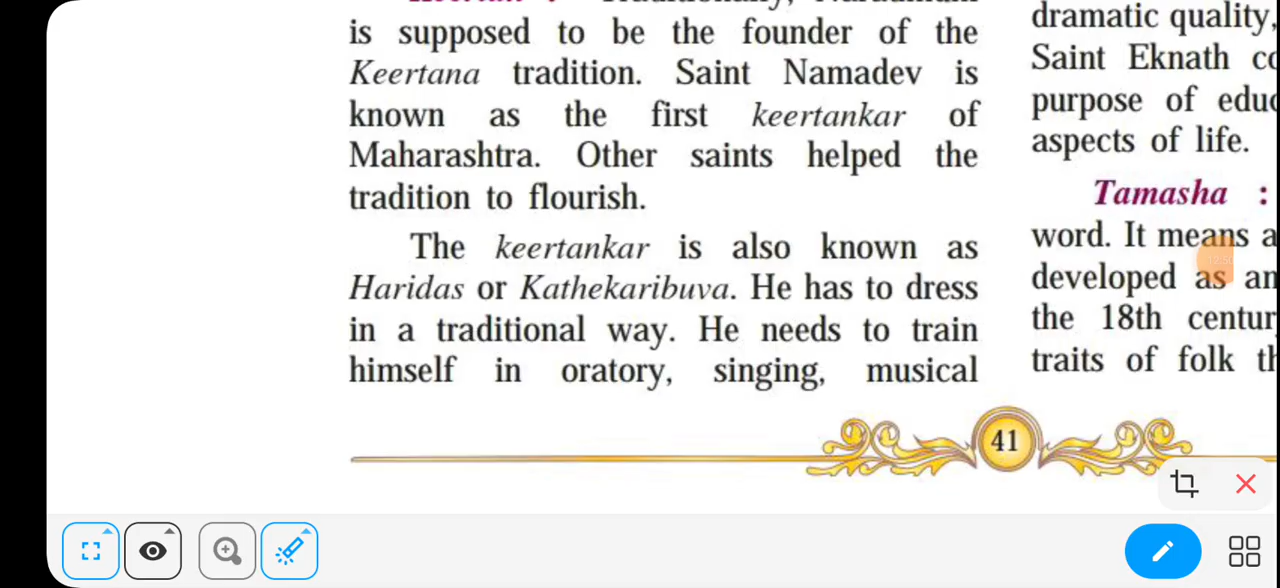 is supposed to be the founder of the
Keertana tradition. Saint Namadev is
known as the first keertankar of
Maharashtra. Other saints helped the
tradition to flourish.
The keertankar is also known as
Haridas or Kathekaribuva. He has to dress
in a traditional way. He needs to train
himself in oratory, singing, musical
dramatic quality,
Saint Eknath
purpose of
aspects of life.
Tamasha :
word. It means a
developed as an
the 18th
traits of folk
41